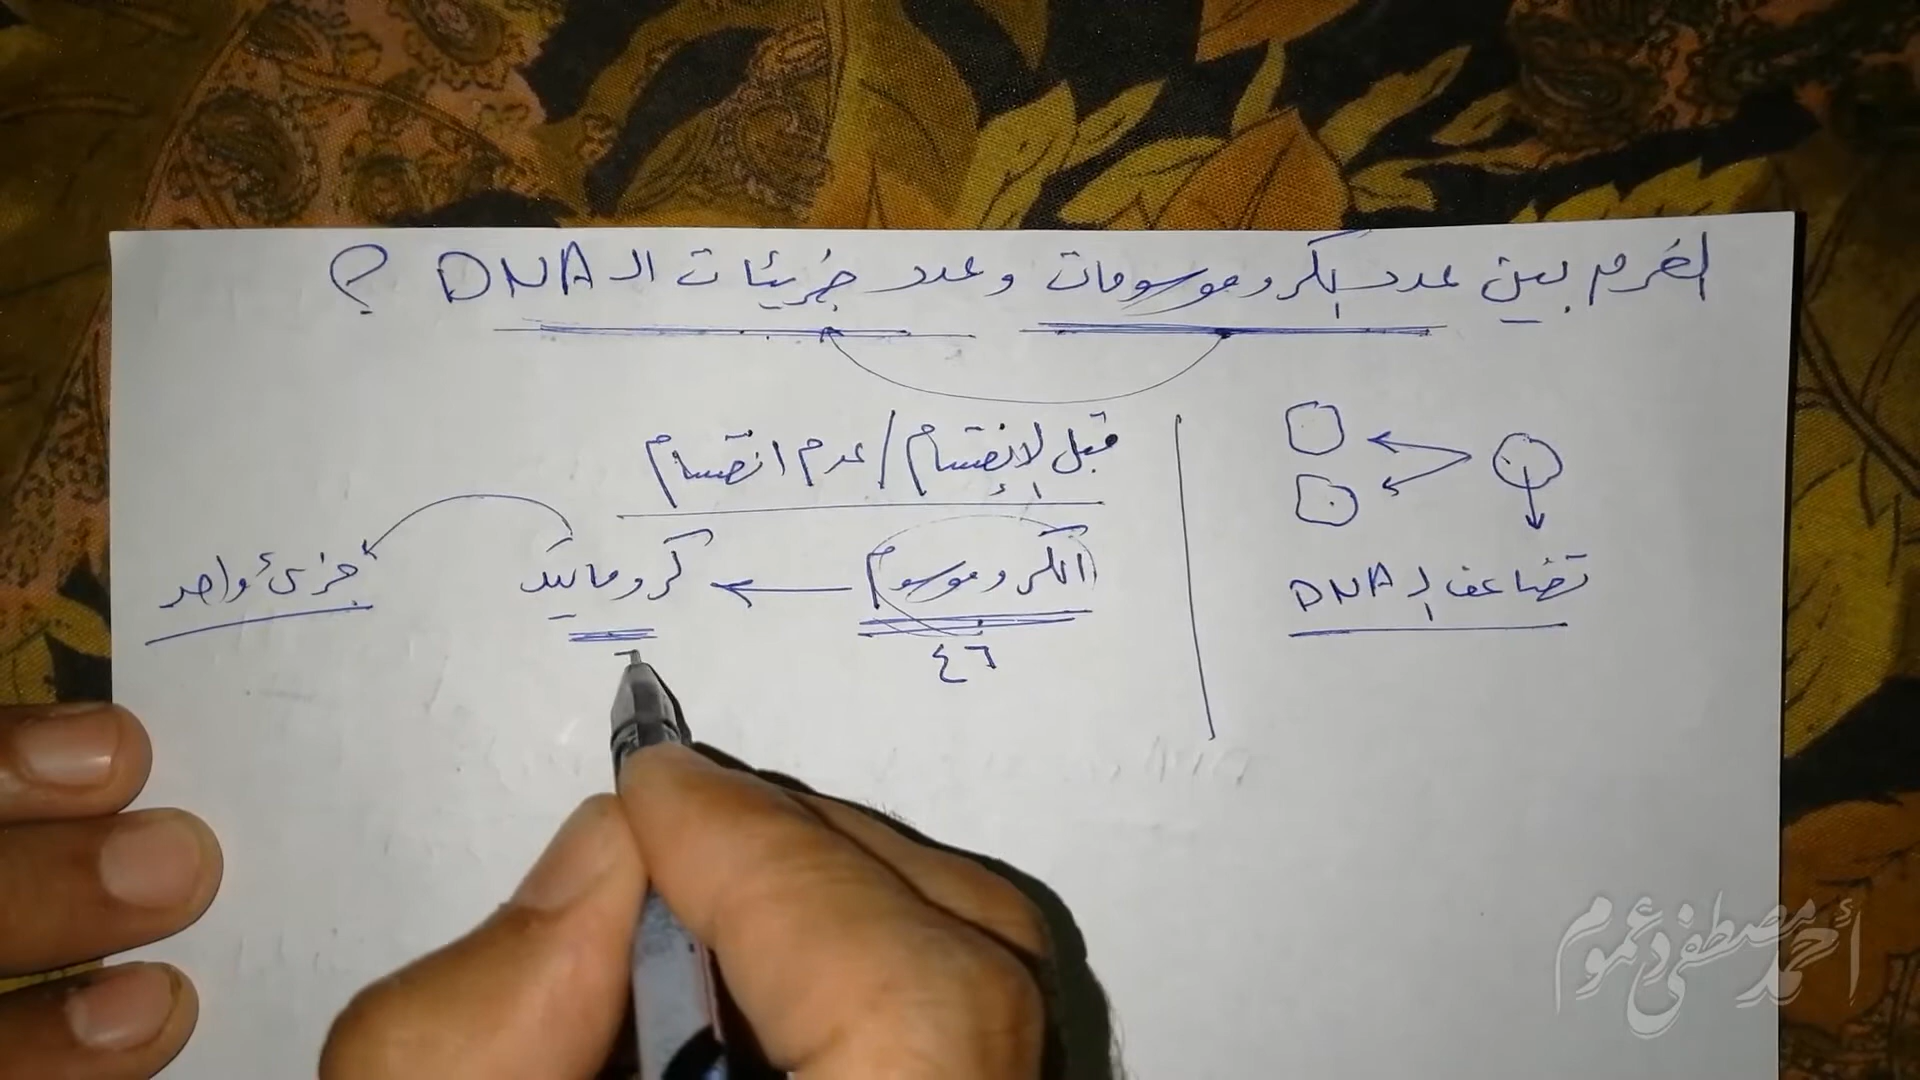 الفرق بين عدد الكروموسومات وعدد جزيئات الـ DNA ؟
قبل الإنقسام / عدم انقسام
الكروموسوم ← كروماتيد
جزئ واحد
٤٦
تضاعف الـ DNA
أحمد مصطفى دعموم